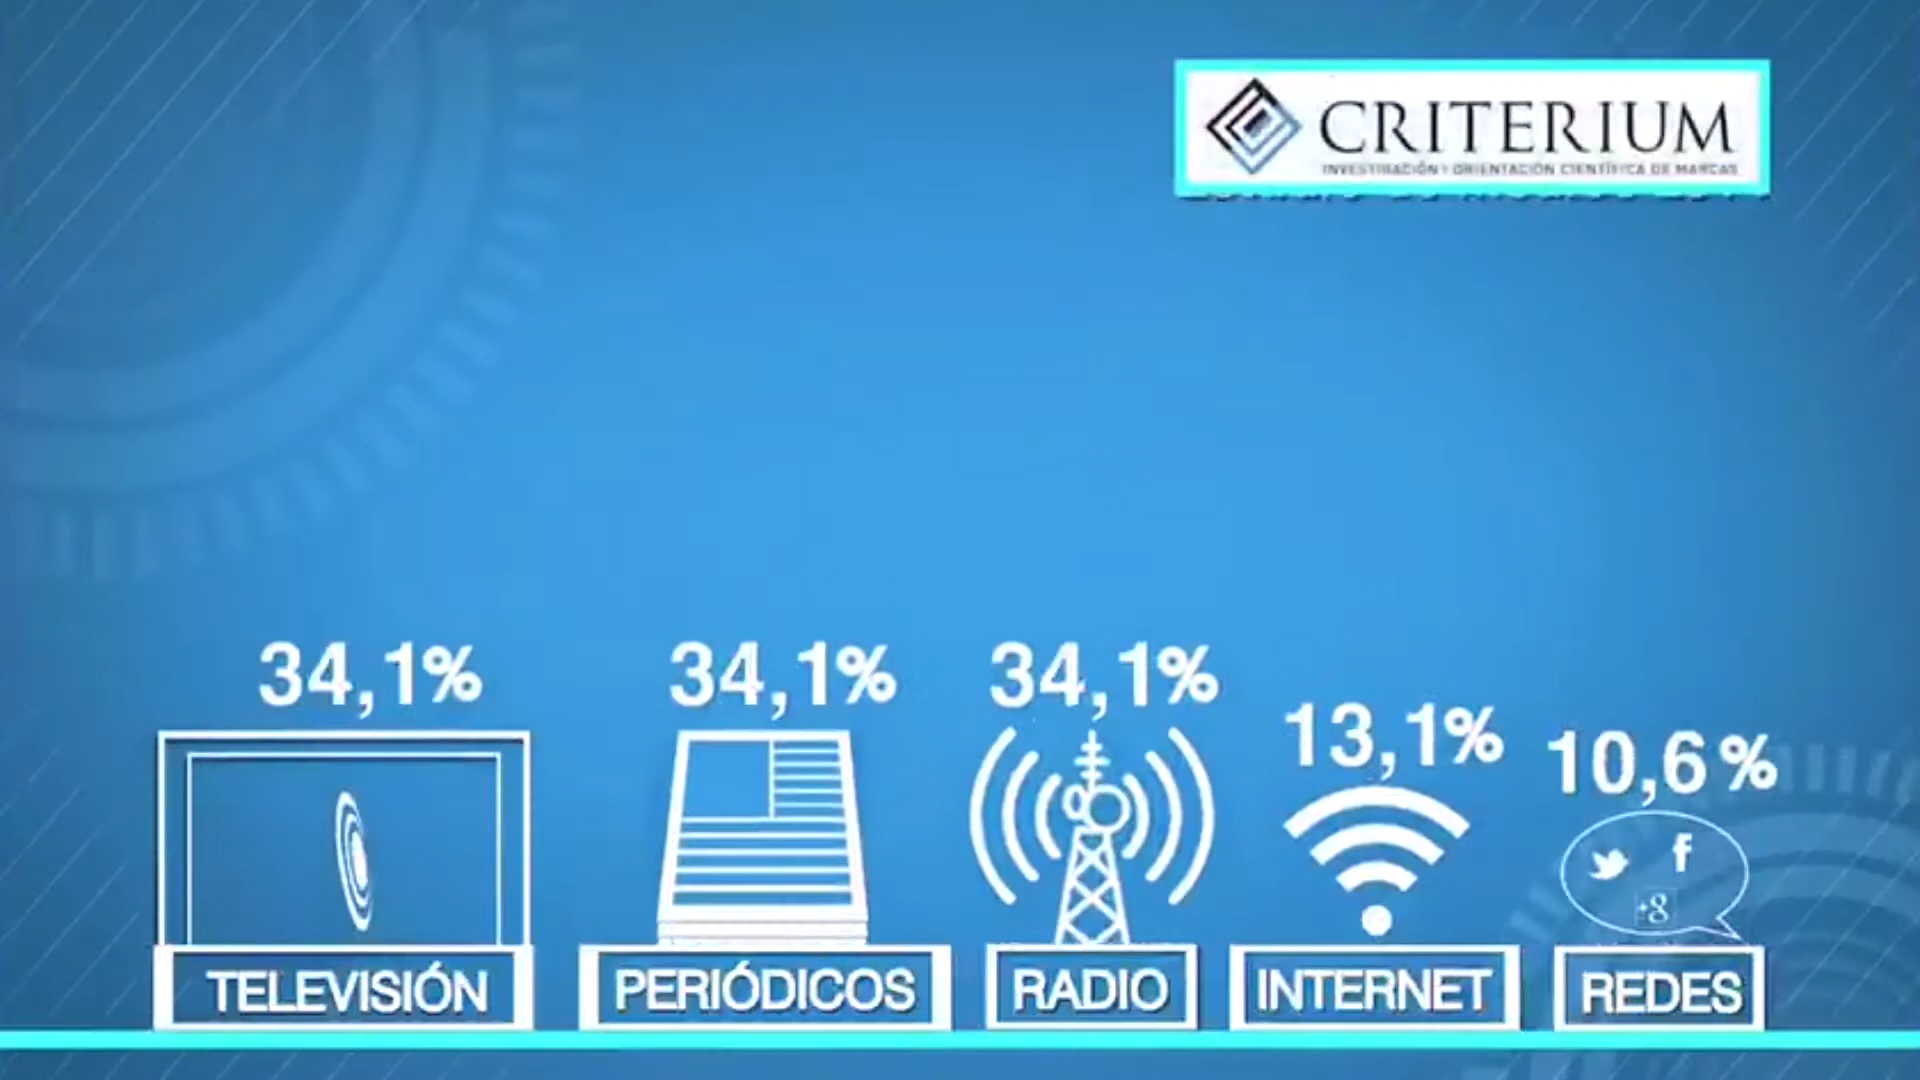 CRITERIUM
INVESTIGACIÓN Y ORIENTACIÓN CIENTÍFICA DE MARCAS
34,1% 34,1% 34,1% 13,1% 10,6%
f
+8
TELEVISIÓN PERIÓDICOS RADIO INTERNET REDES